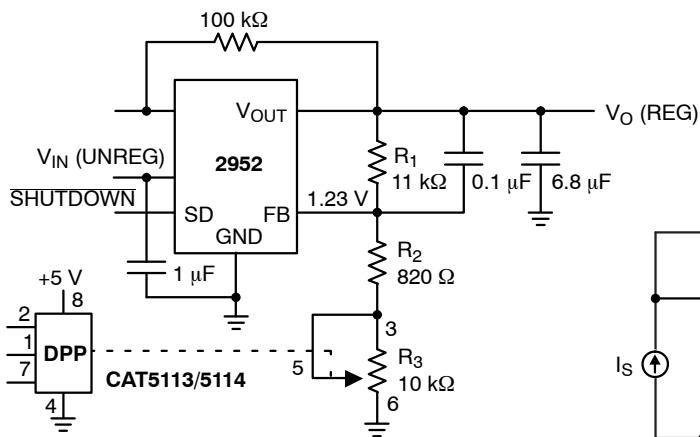 100 kΩ
V_OUT
V_O (REG)
V_IN (UNREG)
2952
R_1
11 kΩ
0.1 μF
6.8 μF
SHUTDOWN
SD
FB
1.23 V
GND
R_2
820 Ω
1 μF
+5 V
8
2
1
7
DPP
4
CAT5113/5114
3
5
R_3
10 kΩ
6
I_S